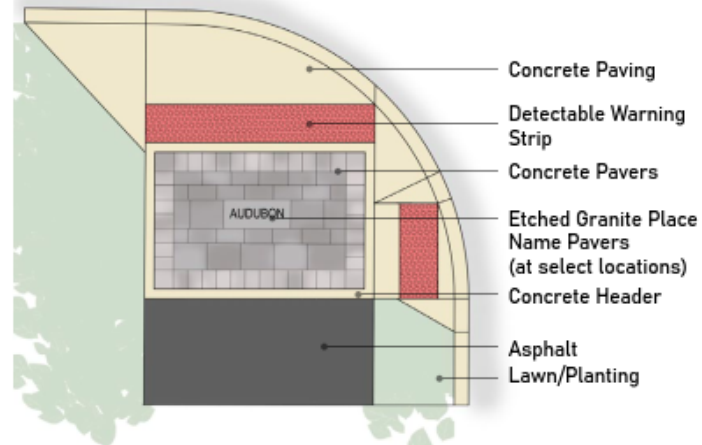 Concrete Paving
Detectable Warning
Strip
Concrete Pavers
AUDUBON
Etched Granite Place
Name Pavers
(at select locations)
Concrete Header
Asphalt
Lawn/Planting